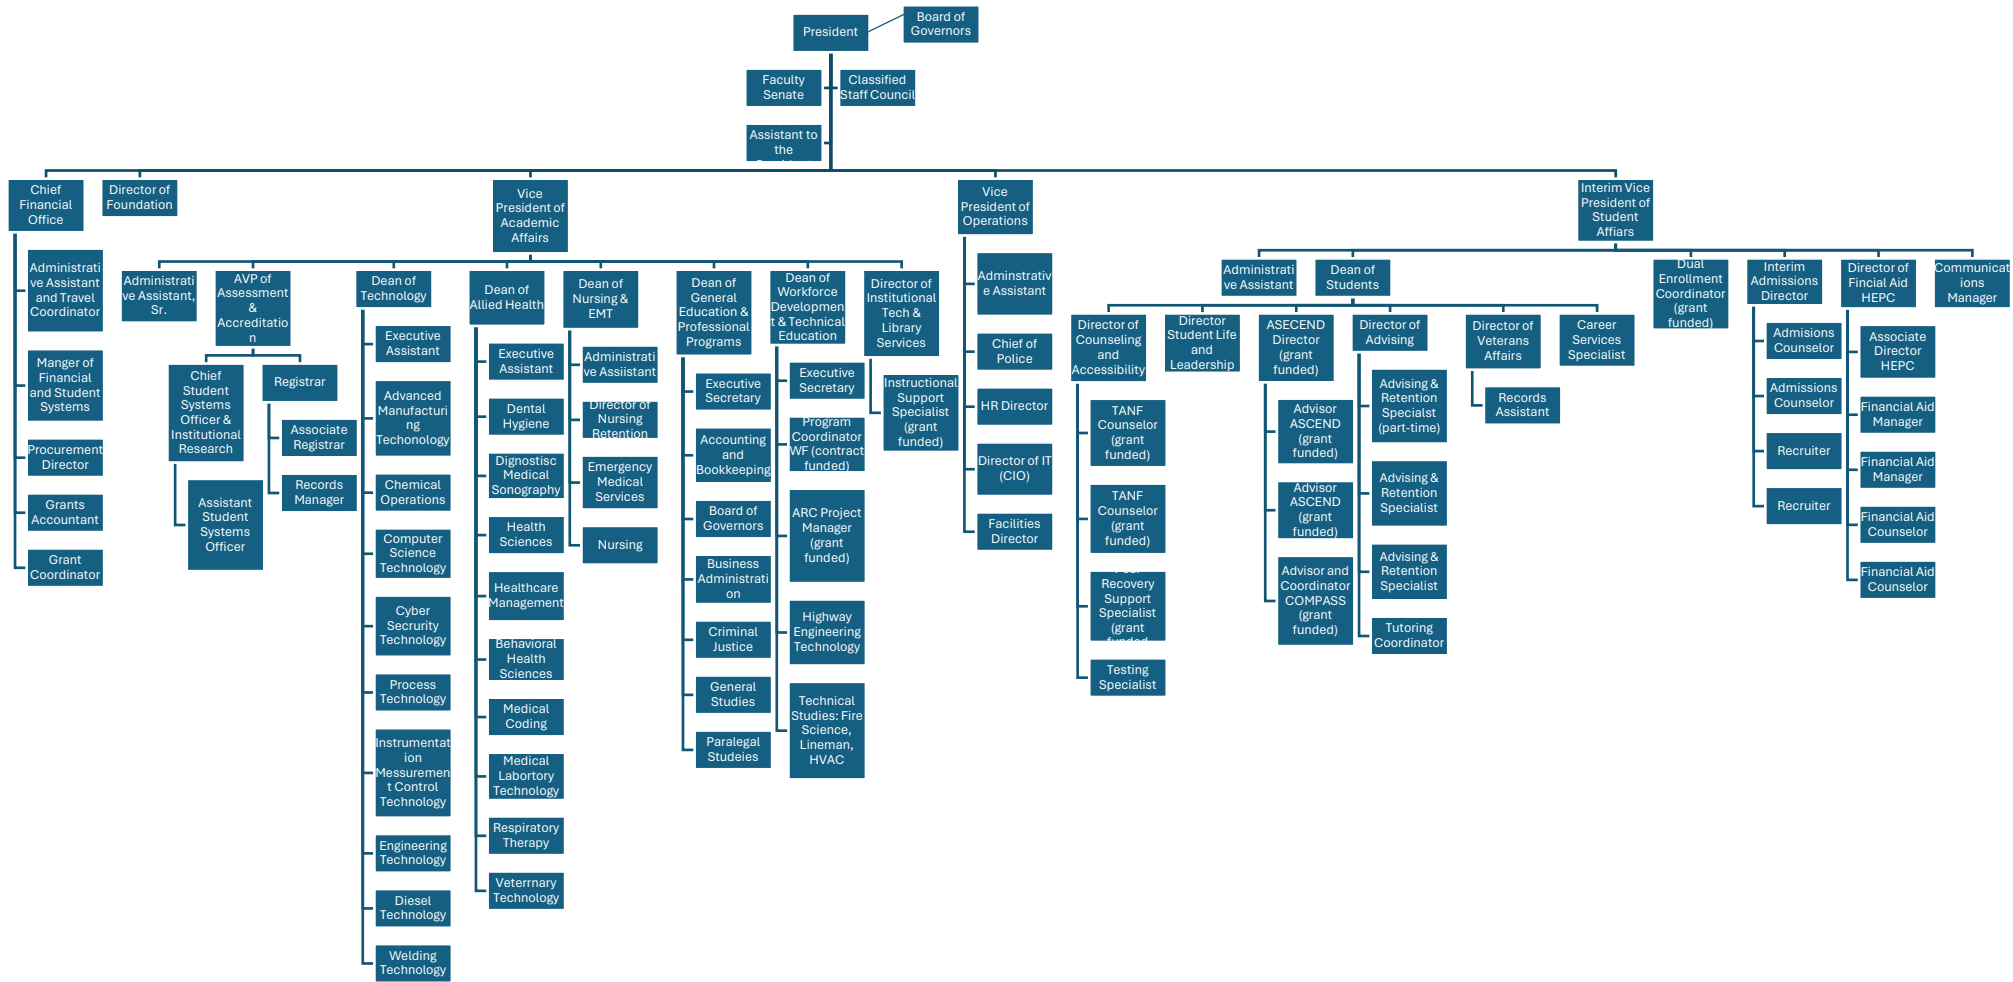 President
Board of
Governors
Faculty
Senate
Classified
Staff Council
Assistant to
the
Chief
Financial
Office
Director of
Foundation
Vice
President of
Academic
Affairs
Vice
President of
Operations
Interim Vice
President of
Student
Affiars
Administrati
ve Assistant
and Travel
Coordinator
Manger of
Financial
and Student
Systems
Procurement
Director
Grants
Accountant
Grant
Coordinator
Administrati
ve Assistant,
Sr.
AVP of
Assessment
&
Accreditatio
n
Chief
Student
Systems
Officer &
Institutional
Research
Assistant
Student
Systems
Officer
Registrar
Associate
Registrar
Records
Manager
Dean of
Technology
Executive
Assistant
Advanced
Manufacturi
ng
Techonology
Chemical
Operations
Computer
Science
Technology
Cyber
Secrurity
Technology
Process
Technology
Instrumentat
ion
Messuremen
t Control
Technology
Engineering
Technology
Diesel
Technology
Welding
Technology
Dean of
Allied Health
Executive
Assistant
Dental
Hygiene
Dignostisc
Medical
Sonography
Health
Sciences
Healthcare
Management
Behavioral
Health
Sciences
Medical
Coding
Medical
Labortory
Technology
Respiratory
Therapy
Veterrnary
Technology
Dean of
Nursing &
EMT
Administrati
ve Assiistant
Director of
Nursing
Retention
Emergency
Medical
Services
Nursing
Dean of
General
Education &
Professional
Programs
Executive
Secretary
Accounting
and
Bookkeeping
Board of
Governors
Business
Administrati
on
Criminal
Justice
General
Studies
Paralegal
Studeies
Dean of
Workforce
Developmen
t & Technical
Education
Executive
Secretary
Program
Coordinator
WF (contract
funded)
ARC Project
Manager
(grant
funded)
Highway
Engineering
Technology
Technical
Studies: Fire
Science,
Lineman,
HVAC
Director of
Institutional
Tech &
Library
Services
Instructional
Support
Specialist
(grant
funded)
Adminstrativ
e Assistant
Chief of
Police
HR Director
Director of IT
(CIO)
Facilities
Director
Administrati
ve Assistant
Dean of
Students
Director of
Counseling
and
Accessibility
TANF
Counselor
(grant
funded)
TANF
Counselor
(grant
funded)
Recovery
Support
Specialist
(grant
funded
Testing
Specialist
Director
Student Life
and
Leadership
ASECEND
Director
(grant
funded)
Advisor
ASCEND
(grant
funded)
Advisor
ASCEND
(grant
funded)
Advisor and
Coordinator
COMPASS
(grant
funded)
Director of
Advising
Advising &
Retention
Specialst
(part-time)
Advising &
Retention
Specialist
Advising &
Retention
Specialist
Tutoring
Coordinator
Director of
Veterans
Affairs
Records
Assistant
Career
Services
Specialist
Dual
Enrollment
Coordinator
(grant
funded)
Interim
Admissions
Director
Admisions
Counselor
Admissions
Counselor
Recruiter
Recruiter
Director of
Fincial Aid
HEPC
Associate
Director
HEPC
Financial Aid
Manager
Financial Aid
Manager
Financial Aid
Counselor
Financial Aid
Counselor
Communicat
ions
Manager